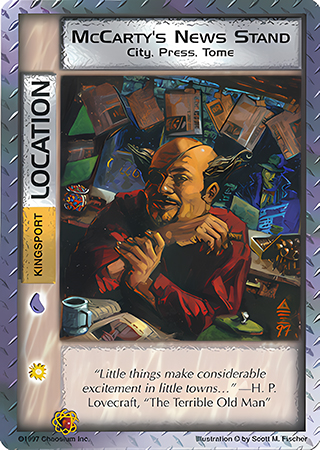 McCarty's News Stand
City, Press, Tome
LOCATION
KINGSPORT
"Little things make considerable
excitement in little towns..." —H. P.
Lovecraft, "The Terrible Old Man"
©1997 Chaosium Inc.
Illustration © by Scott M. Fischer